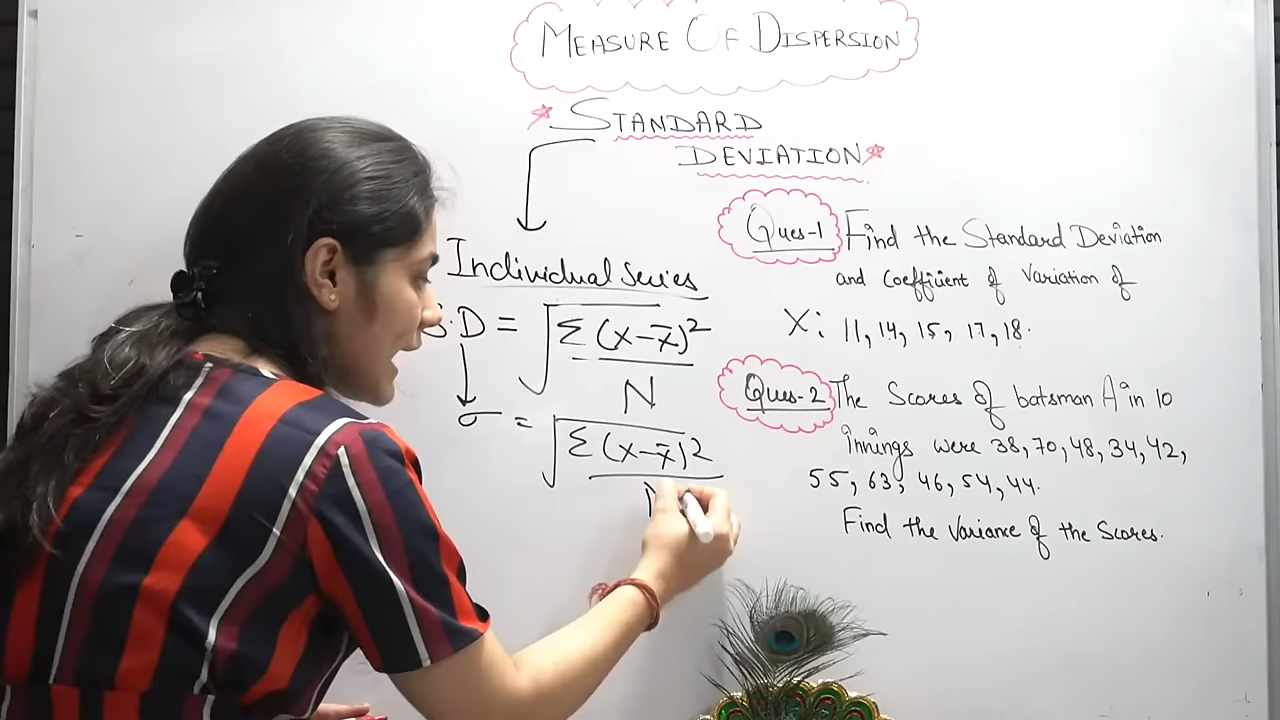 MEASURE OF DISPERSION
STANDARD
DEVIATION
Individual Series
S.D = √Σ(X-X̄)²
N
σ = √Σ(X-X̄)²
N
Ques-1 Find the Standard Deviation
and Coefficient of Variation of
X: 11, 14, 15, 17, 18.
Ques-2 The Scores of batsman A in 10
innings were 38, 70, 48, 34, 42,
55, 63, 46, 54, 44.
Find the Variance of the Scores.